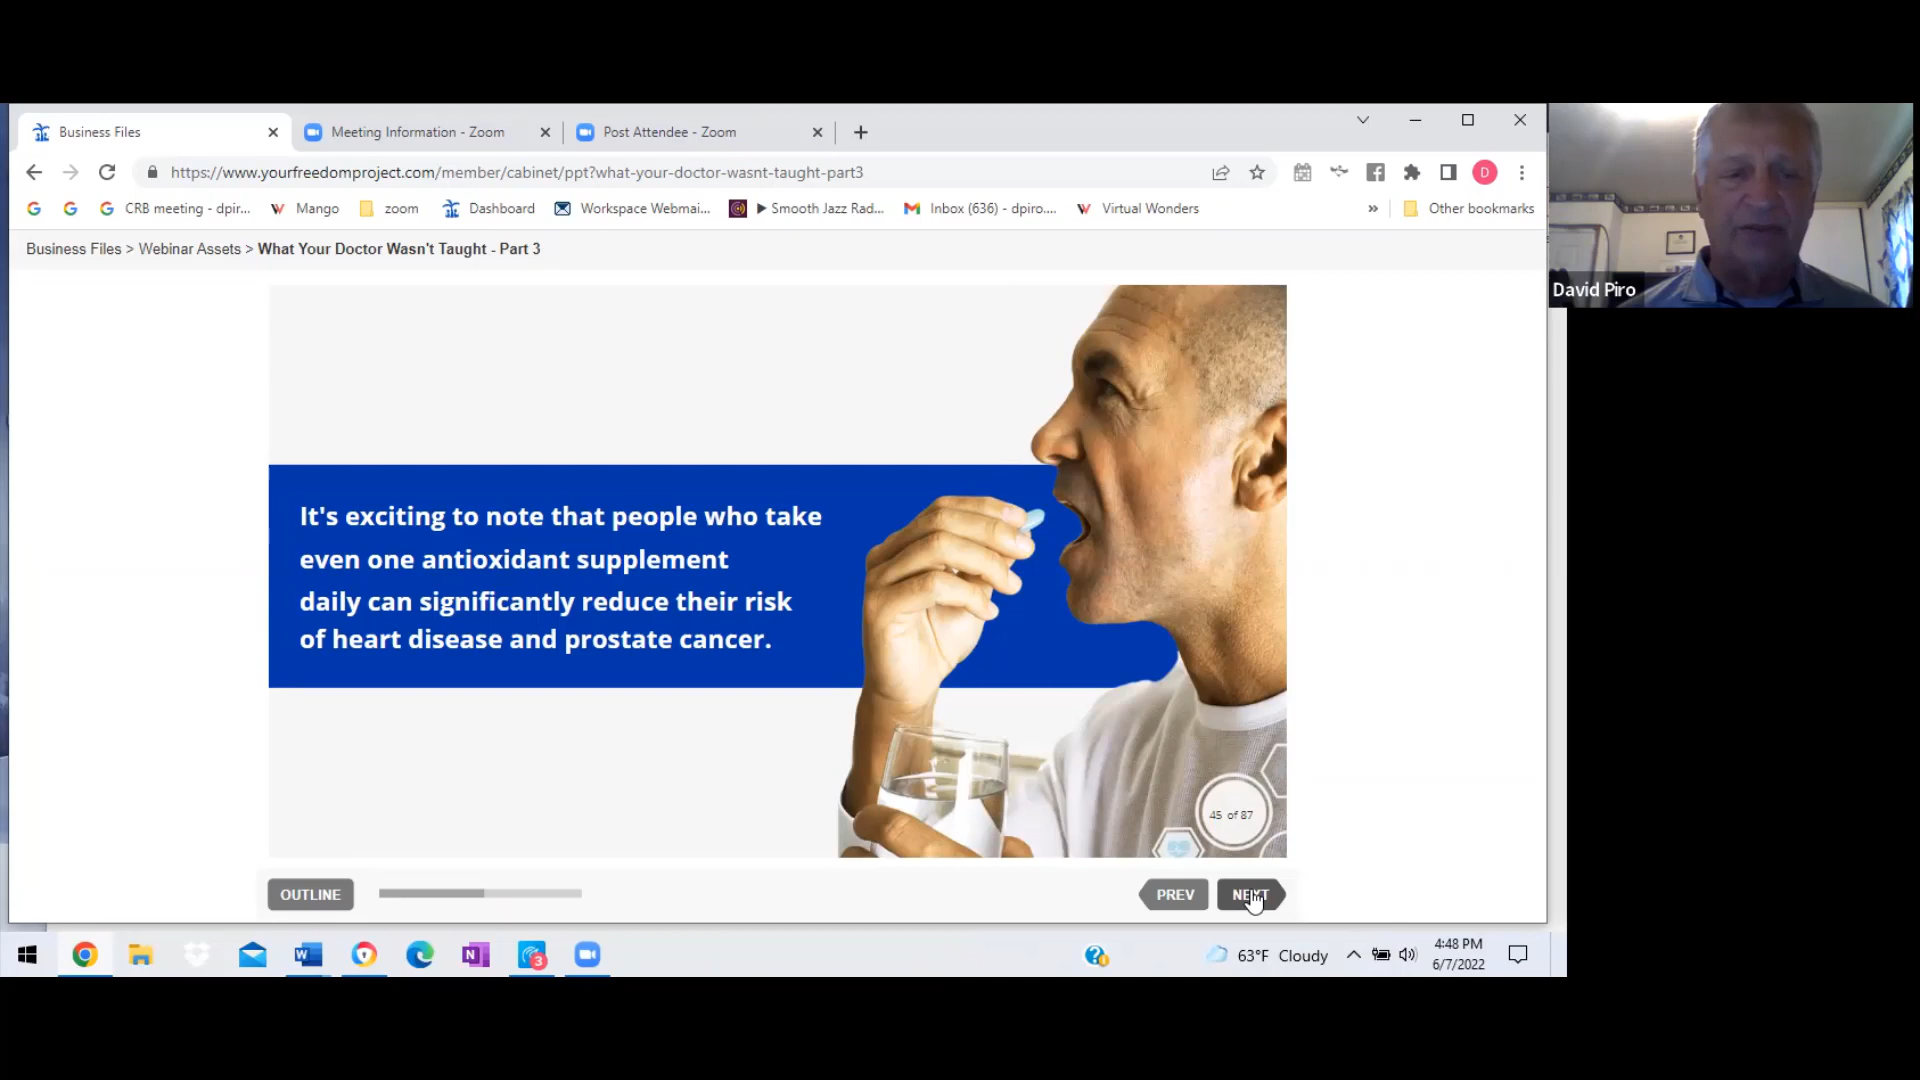 Business Files
Meeting Information - Zoom
Post Attendee - Zoom
https://www.yourfreedomproject.com/member/cabinet/ppt?what-your-doctor-wasnt-taught-part3
D
CRB meeting - dpir...
Mango
zoom
Dashboard
Workspace Webmai...
Smooth Jazz Rad...
Inbox (636) - dpiro....
Virtual Wonders
»
Other bookmarks
Business Files > Webinar Assets > What Your Doctor Wasn't Taught - Part 3
David Piro
It's exciting to note that people who take
even one antioxidant supplement
daily can significantly reduce their risk
of heart disease and prostate cancer.
45 of 87
OUTLINE
PREV
NEXT
3
63°F Cloudy
4:48 PM
6/7/2022